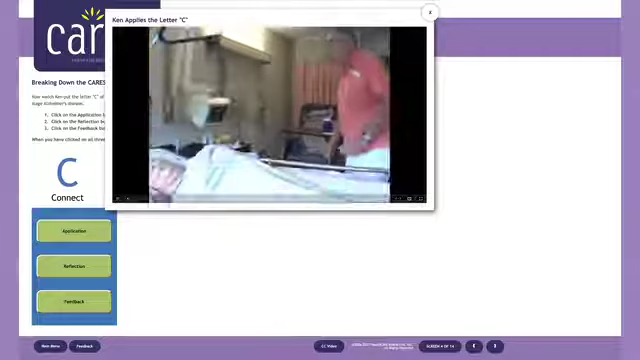 Ken Applies the Letter "C"
x
car
Breaking Down the CARES
Now watch Ken put the letter "C" of
stage Alzheimer's disease.
1. Click on the Application
2. Click on the Reflection
3. Click on the Feedback
When you have clicked on all
C
Connect
Application
Reflection
Feedback
Main Menu
Feedback
CC Video
SCREEN 4 OF 14